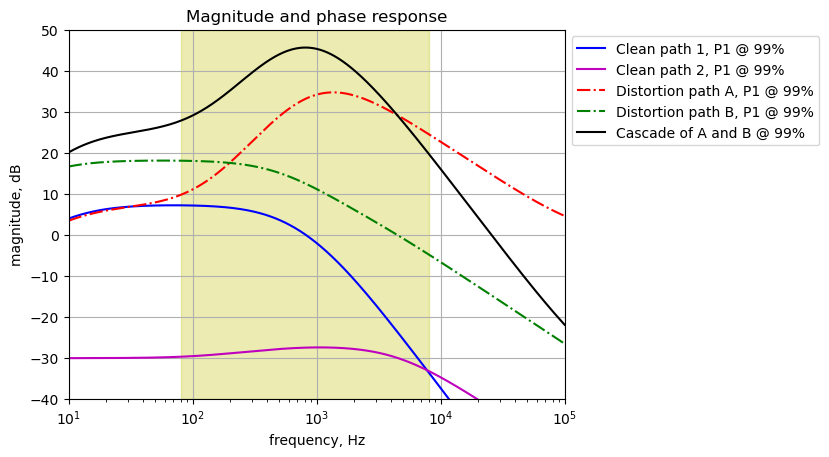 Magnitude and phase response
50
40
30
20
10
0
−10
−20
−30
−40
magnitude, dB
10¹
10²
10³
10⁴
10⁵
frequency, Hz
Clean path 1, P1 @ 99%
Clean path 2, P1 @ 99%
Distortion path A, P1 @ 99%
Distortion path B, P1 @ 99%
Cascade of A and B @ 99%